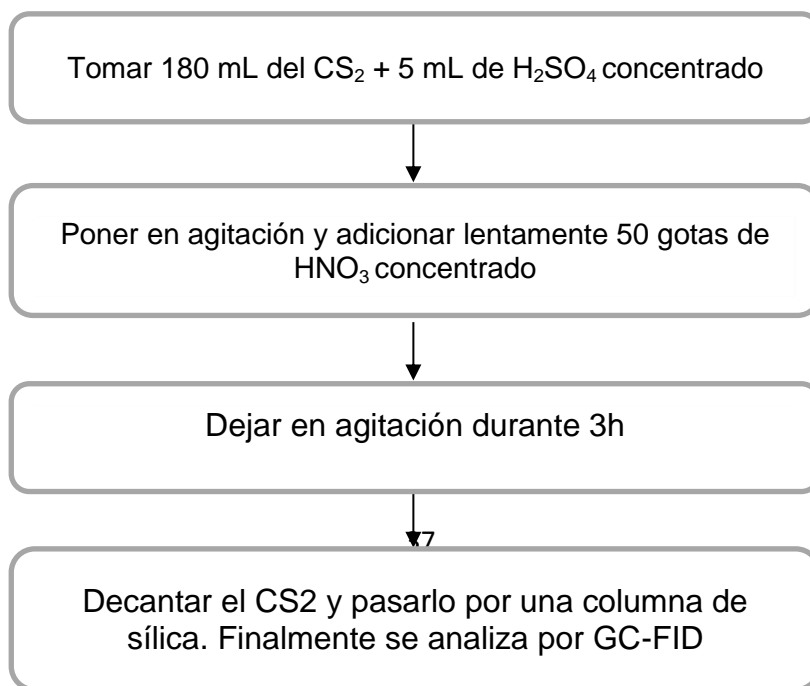 Tomar 180 mL del CS₂ + 5 mL de H₂SO₄ concentrado
Poner en agitación y adicionar lentamente 50 gotas de
HNO₃ concentrado
Dejar en agitación durante 3h
Decantar el CS2 y pasarlo por una columna de
sílica. Finalmente se analiza por GC-FID